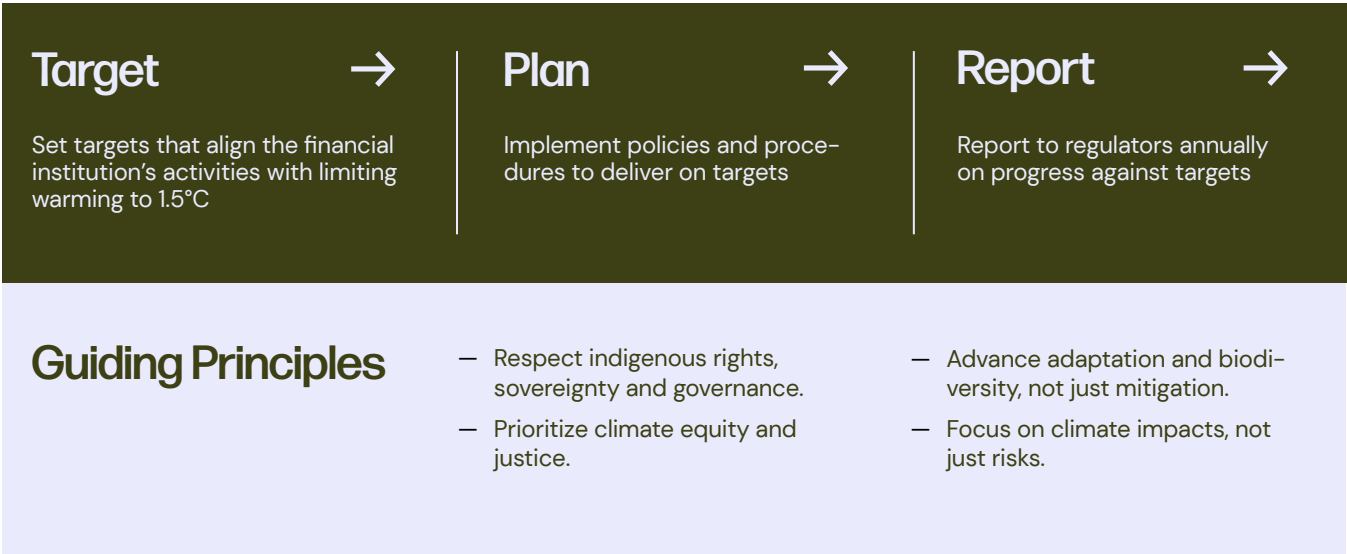 Target →
Set targets that align the financial
institution's activities with limiting
warming to 1.5°C
Plan →
Implement policies and proce-
dures to deliver on targets
Report →
Report to regulators annually
on progress against targets
Guiding Principles
— Respect indigenous rights,
sovereignty and governance.
— Prioritize climate equity and
justice.
— Advance adaptation and biodi-
versity, not just mitigation.
— Focus on climate impacts, not
just risks.